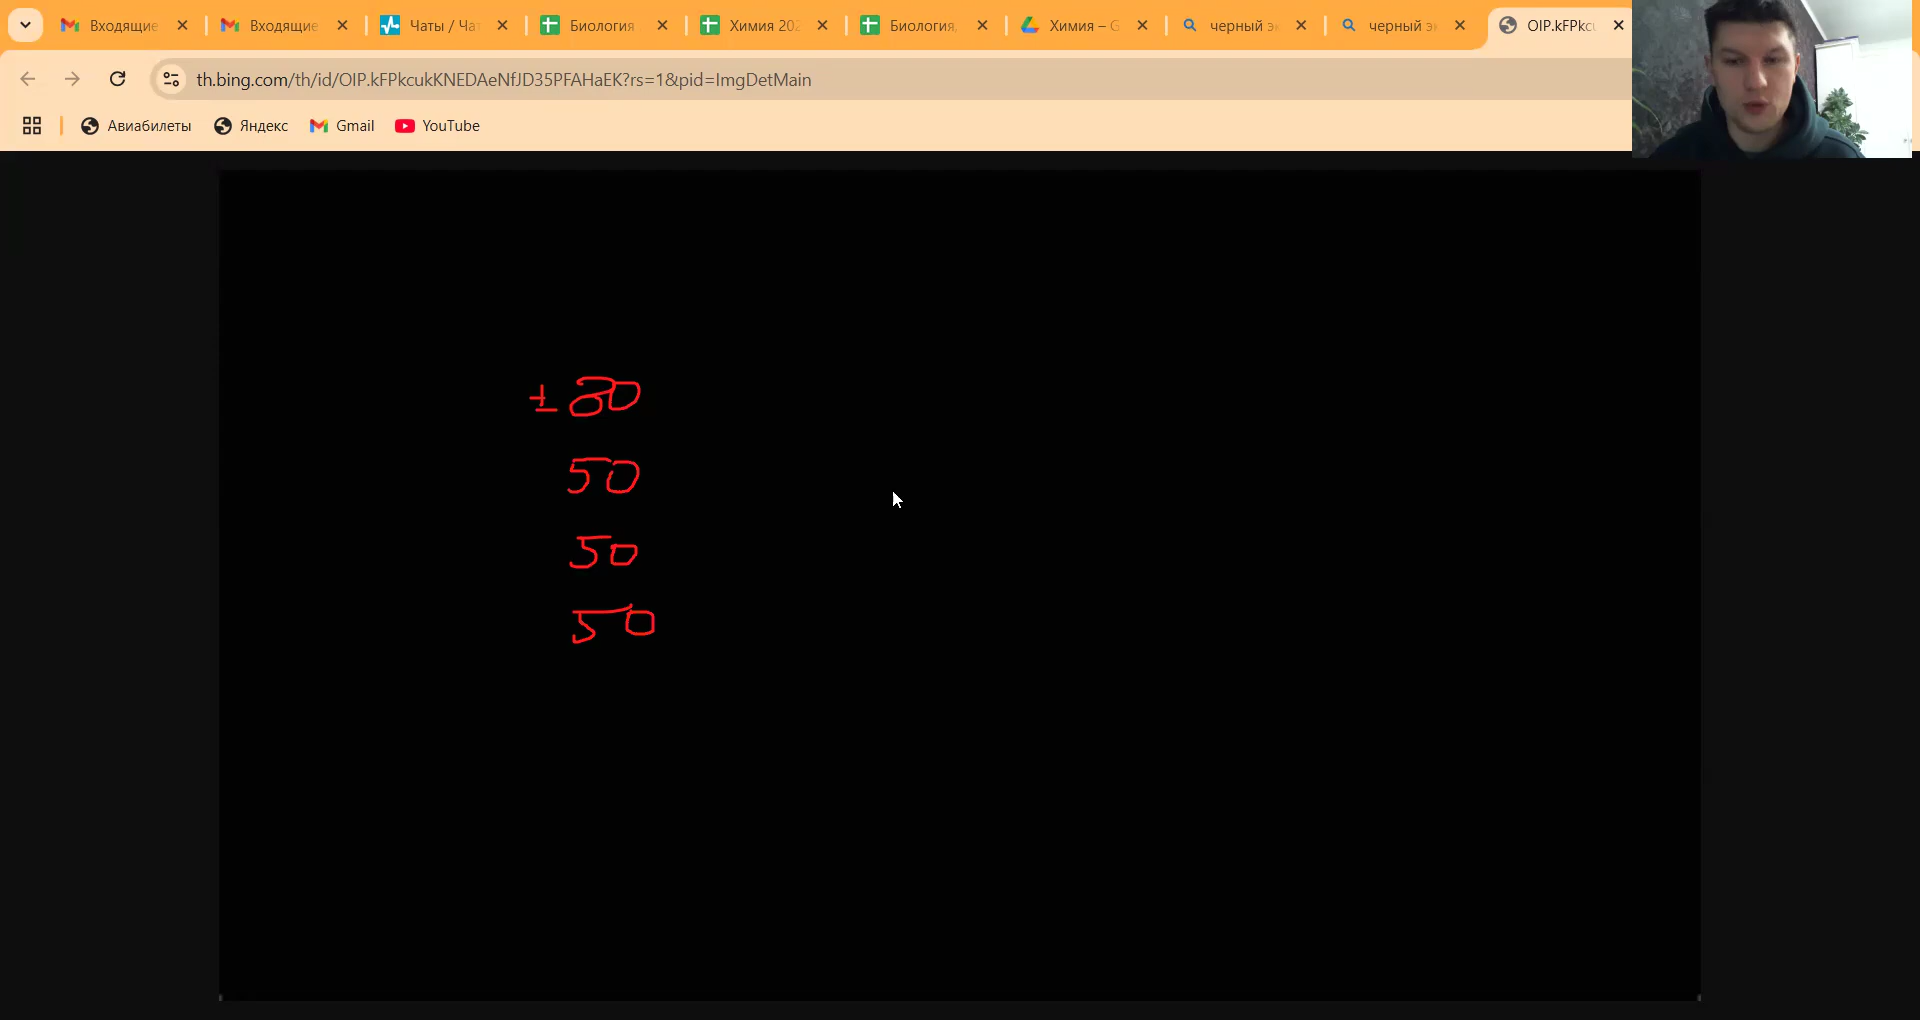 Входящие
Входящие
Чаты / Ча
Биология
Химия 202
Биология,
Химия – G
черный э
черный э
OIP.kFPkc
th.bing.com/th/id/OIP.kFPkcukKNEDAeNfJD35PFAHaEK?rs=1&pid=ImgDetMain
Авиабилеты
Яндекс
Gmail
YouTube
± 80
50
50
50